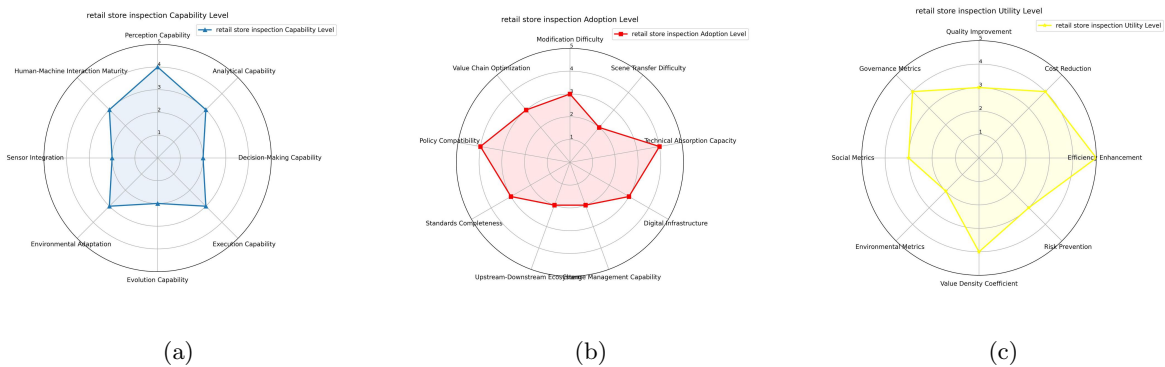 retail store inspection Capability Level
retail store inspection Capability Level
Perception Capability
5
4
3
2
1
Human-Machine Interaction Maturity
Analytical Capability
Sensor Integration
Decision-Making Capability
Environmental Adaptation
Execution Capability
Evolution Capability
(a)
retail store inspection Adoption Level
retail store inspection Adoption Level
Modification Difficulty
5
4
3
2
1
Value Chain Optimization
Scene Transfer Difficulty
Policy Compatibility
Technical Absorption Capacity
Standards Completeness
Digital Infrastructure
Upstream-Downstream Ecosystem
Change Management Capability
(b)
retail store inspection Utility Level
retail store inspection Utility Level
Quality Improvement
5
4
3
2
1
Governance Metrics
Cost Reduction
Social Metrics
Efficiency Enhancement
Environmental Metrics
Risk Prevention
Value Density Coefficient
(c)